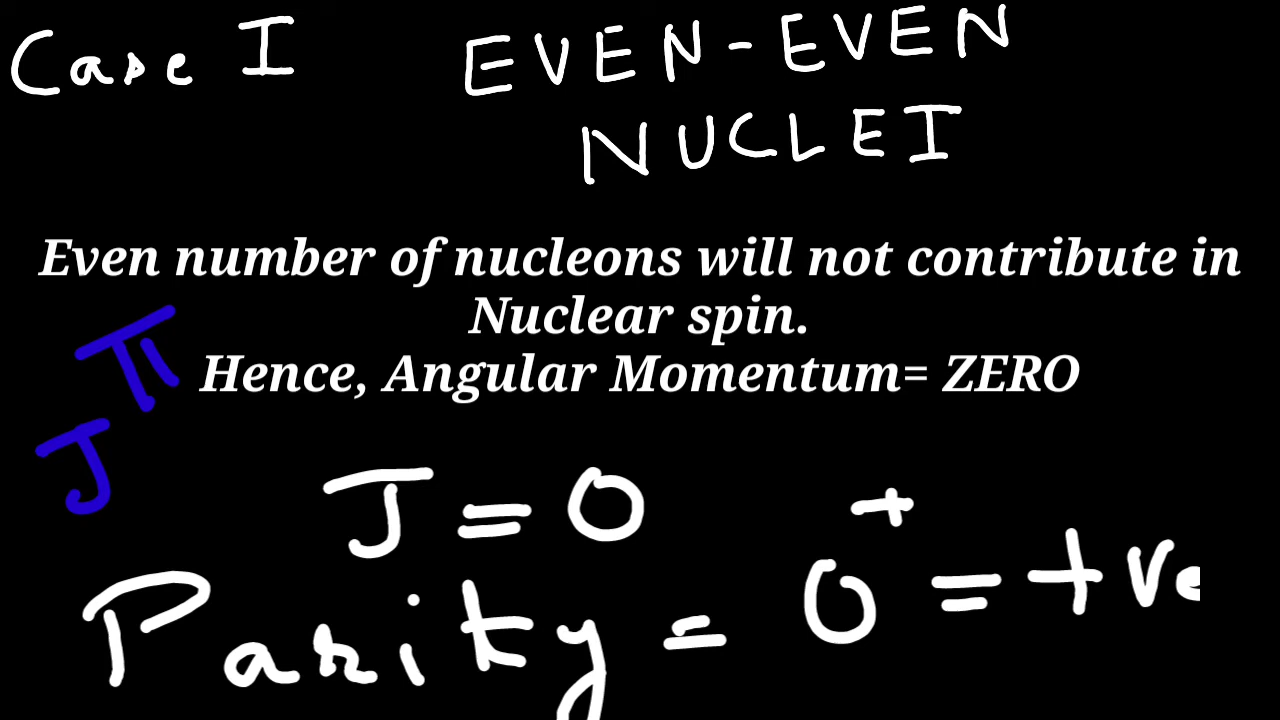 Case I
EVEN-EVEN
NUCLEI
Even number of nucleons will not contribute in
Nuclear spin.
Hence, Angular Momentum= ZERO
J^π
J = 0
Parity = 0^+ = +ve